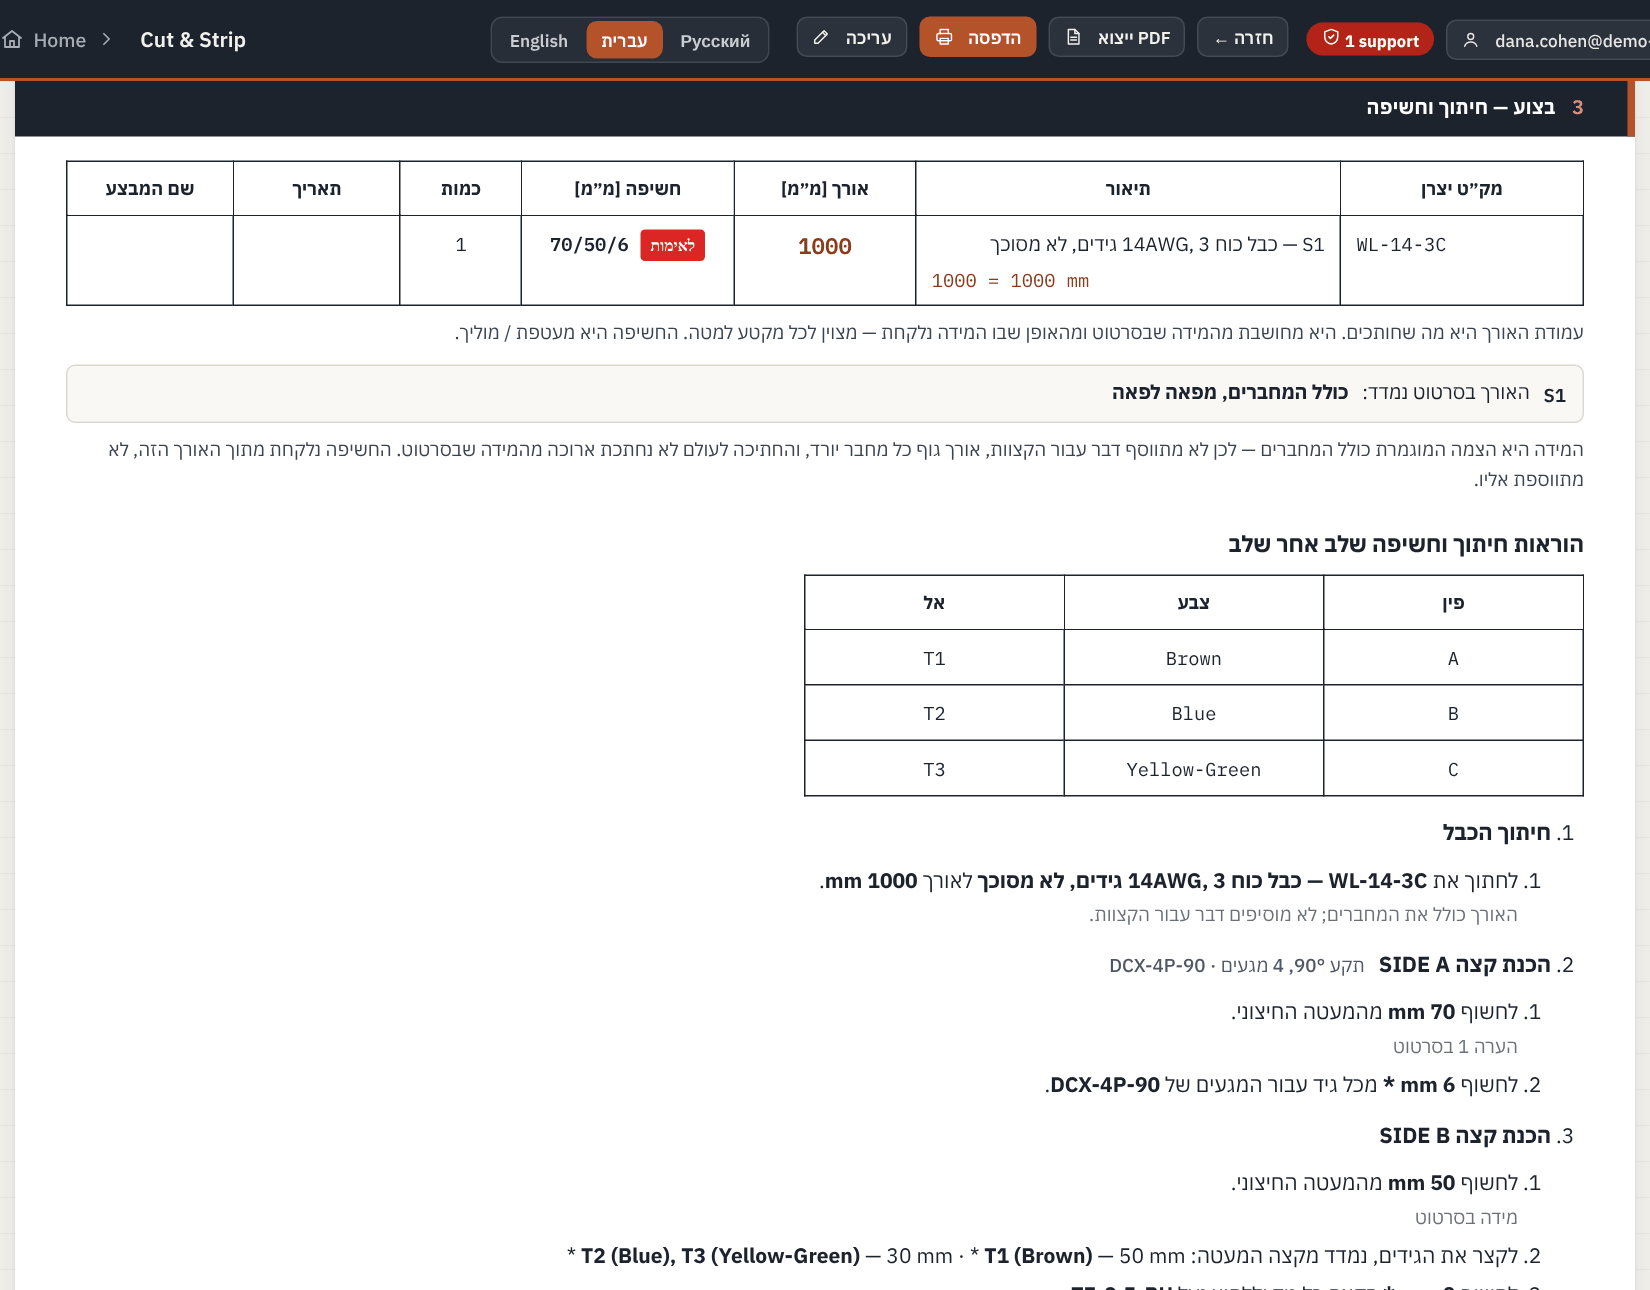 Home > Cut & Strip
English עברית Русский
עריכה
הדפסה
ייצוא PDF
חזרה ←
1 support
dana.cohen@demo-
3 בצוע – חיתוך וחשיפה
מק״ט יצרן תיאור אורך [מ״מ] חשיפה [מ״מ] כמות תאריך שם המבצע
WL-14-3C S1 – כבל כוח 14AWG, 3 גידים, לא מסוכך 1000 לאימות 70/50/6 1
1000 = 1000 mm
עמודת האורך היא מה שחותכים. היא מחושבת מהמידה שבסרטוט ומהאופן שבו המידה נלקחת – מצוין לכל מקטע למטה. החשיפה היא מעטפת / מוליך.
S1 האורך בסרטוט נמדד: כולל המחברים, מפאה לפאה
המידה היא הצמה המוגמרת כולל המחברים – לכן לא מתווסף דבר עבור הקצוות, אורך גוף כל מחבר יורד, והחתיכה לעולם לא נחתכת ארוכה מהמידה שבסרטוט. החשיפה נלקחת מתוך האורך הזה, לא
מתווספת אליו.
הוראות חיתוך וחשיפה שלב אחר שלב
פין צבע אל
A Brown T1
B Blue T2
C Yellow-Green T3
1. חיתוך הכבל
1. לחתוך את WL-14-3C – כבל כוח 14AWG, 3 גידים, לא מסוכך לאורך 1000 mm.
האורך כולל את המחברים; לא מוסיפים דבר עבור הקצוות.
2. הכנת קצה SIDE A תקע 90°, 4 מגעים · DCX-4P-90
1. לחשוף 70 mm מהמעטה החיצוני.
הערה 1 בסרטוט
2. לחשוף 6 mm * מכל גיד עבור המגעים של DCX-4P-90.
3. הכנת קצה SIDE B
1. לחשוף 50 mm מהמעטה החיצוני.
מידה בסרטוט
2. לקצר את הגידים, נמדד מקצה המעטה: T1 (Brown) – 50 mm * · T2 (Blue), T3 (Yellow-Green) – 30 mm *